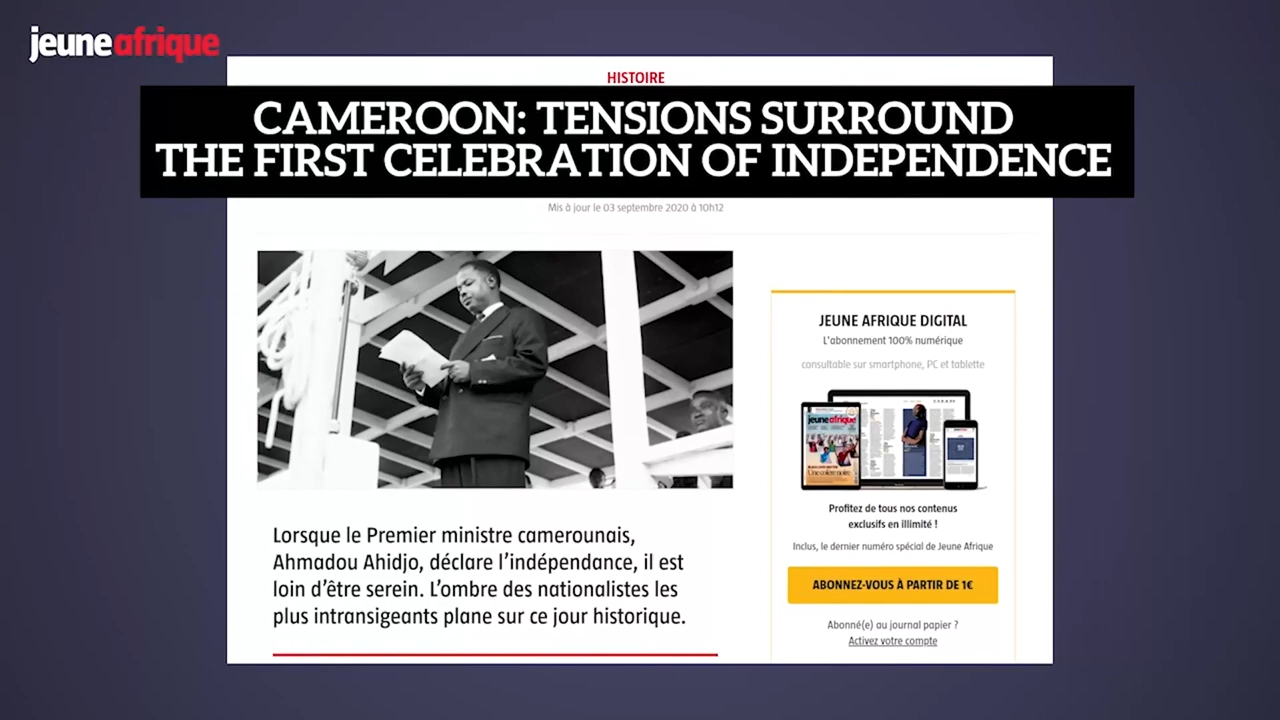 jeuneafrique
HISTOIRE
CAMEROON: TENSIONS SURROUND
THE FIRST CELEBRATION OF INDEPENDENCE
Mis à jour le 03 septembre 2020 à 10h12
Lorsque le Premier ministre camerounais,
Ahmadou Ahidjo, déclare l'indépendance, il est
loin d'être serein. L'ombre des nationalistes les
plus intransigeants plane sur ce jour historique.
JEUNE AFRIQUE DIGITAL
L'abonnement 100% numérique
consultable sur smartphone, PC et tablette
jeuneafrique
Une colère noire
Profitez de tous nos contenus
exclusifs en illimité !
Inclus, le dernier numéro spécial de Jeune Afrique
ABONNEZ-VOUS À PARTIR DE 1€
Abonné(e) au journal papier ?
Activez votre compte